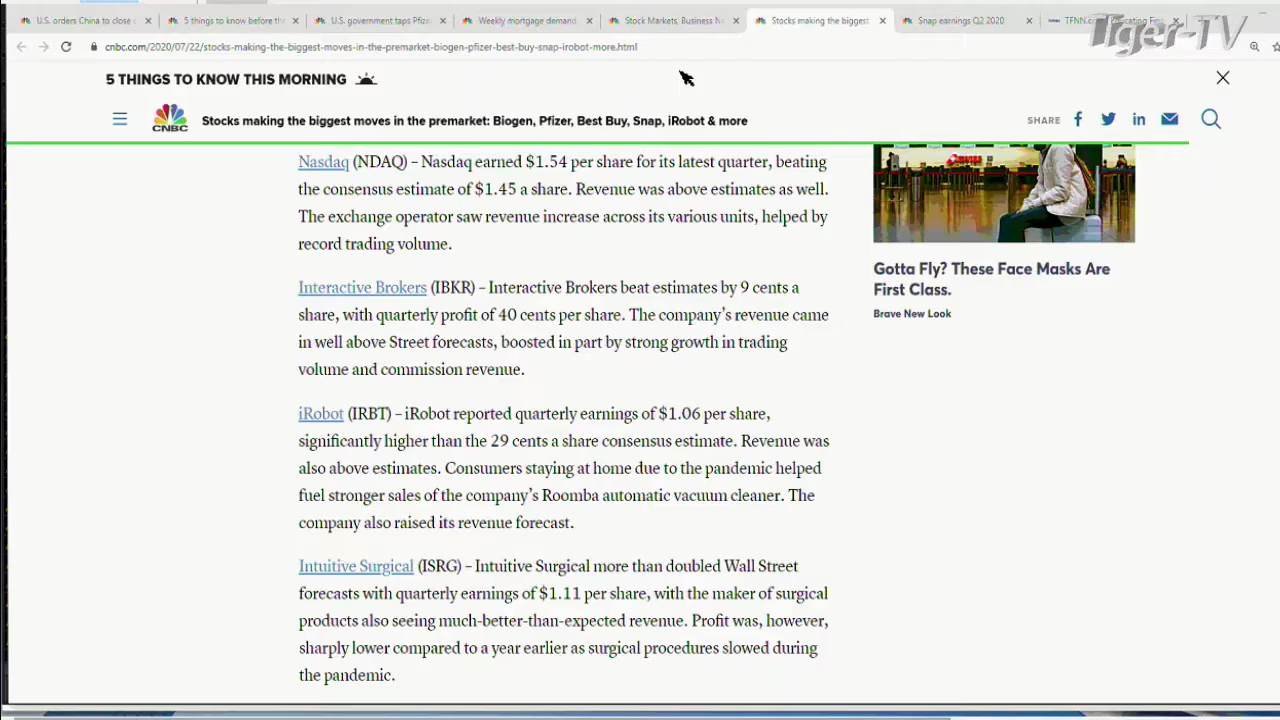 U.S. orders China to close
5 things to know before the
U.S. government taps Pfize
Weekly mortgage demand
Stock Markets, Business Ne
Stocks making the biggest
Snap earnings Q2 2020
Tiger-TV
cnbc.com/2020/07/22/stocks-making-the-biggest-moves-in-the-premarket-biogen-pfizer-best-buy-snap-irobot-more.html
5 THINGS TO KNOW THIS MORNING
CNBC
Stocks making the biggest moves in the premarket: Biogen, Pfizer, Best Buy, Snap, iRobot & more
SHARE
Nasdaq (NDAQ) – Nasdaq earned $1.54 per share for its latest quarter, beating
the consensus estimate of $1.45 a share. Revenue was above estimates as well.
The exchange operator saw revenue increase across its various units, helped by
record trading volume.
Interactive Brokers (IBKR) – Interactive Brokers beat estimates by 9 cents a
share, with quarterly profit of 40 cents per share. The company's revenue came
in well above Street forecasts, boosted in part by strong growth in trading
volume and commission revenue.
iRobot (IRBT) – iRobot reported quarterly earnings of $1.06 per share,
significantly higher than the 29 cents a share consensus estimate. Revenue was
also above estimates. Consumers staying at home due to the pandemic helped
fuel stronger sales of the company's Roomba automatic vacuum cleaner. The
company also raised its revenue forecast.
Intuitive Surgical (ISRG) – Intuitive Surgical more than doubled Wall Street
forecasts with quarterly earnings of $1.11 per share, with the maker of surgical
products also seeing much-better-than-expected revenue. Profit was, however,
sharply lower compared to a year earlier as surgical procedures slowed during
the pandemic.
Gotta Fly? These Face Masks Are
First Class.
Brave New Look